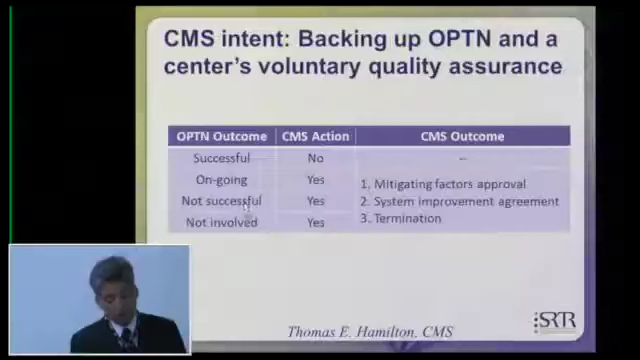 CMS intent: Backing up OPTN and a
center's voluntary quality assurance
OPTN Outcome CMS Action CMS Outcome
Successful No --
On-going Yes
Not successful Yes
Not involved Yes
1. Mitigating factors approval
2. System improvement agreement
3. Termination
Thomas E. Hamilton, CMS
SRTR